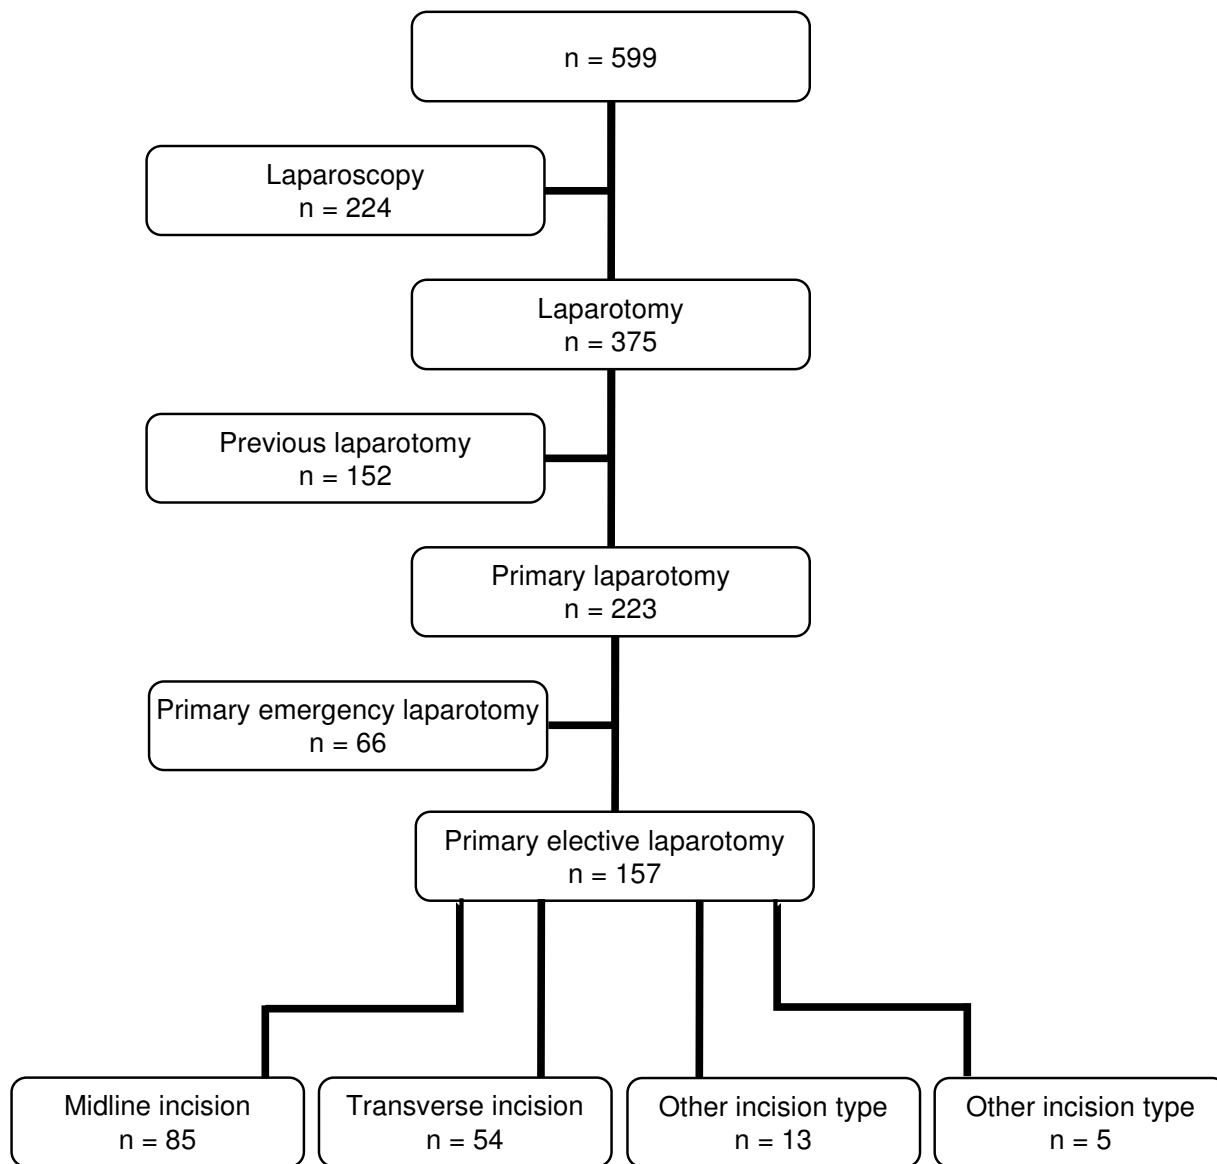 n = 599
Laparoscopy
n = 224
Laparotomy
n = 375
Previous laparotomy
n = 152
Primary laparotomy
n = 223
Primary emergency laparotomy
n = 66
Primary elective laparotomy
n = 157
Midline incision
n = 85
Transverse incision
n = 54
Other incision type
n = 13
Other incision type
n = 5